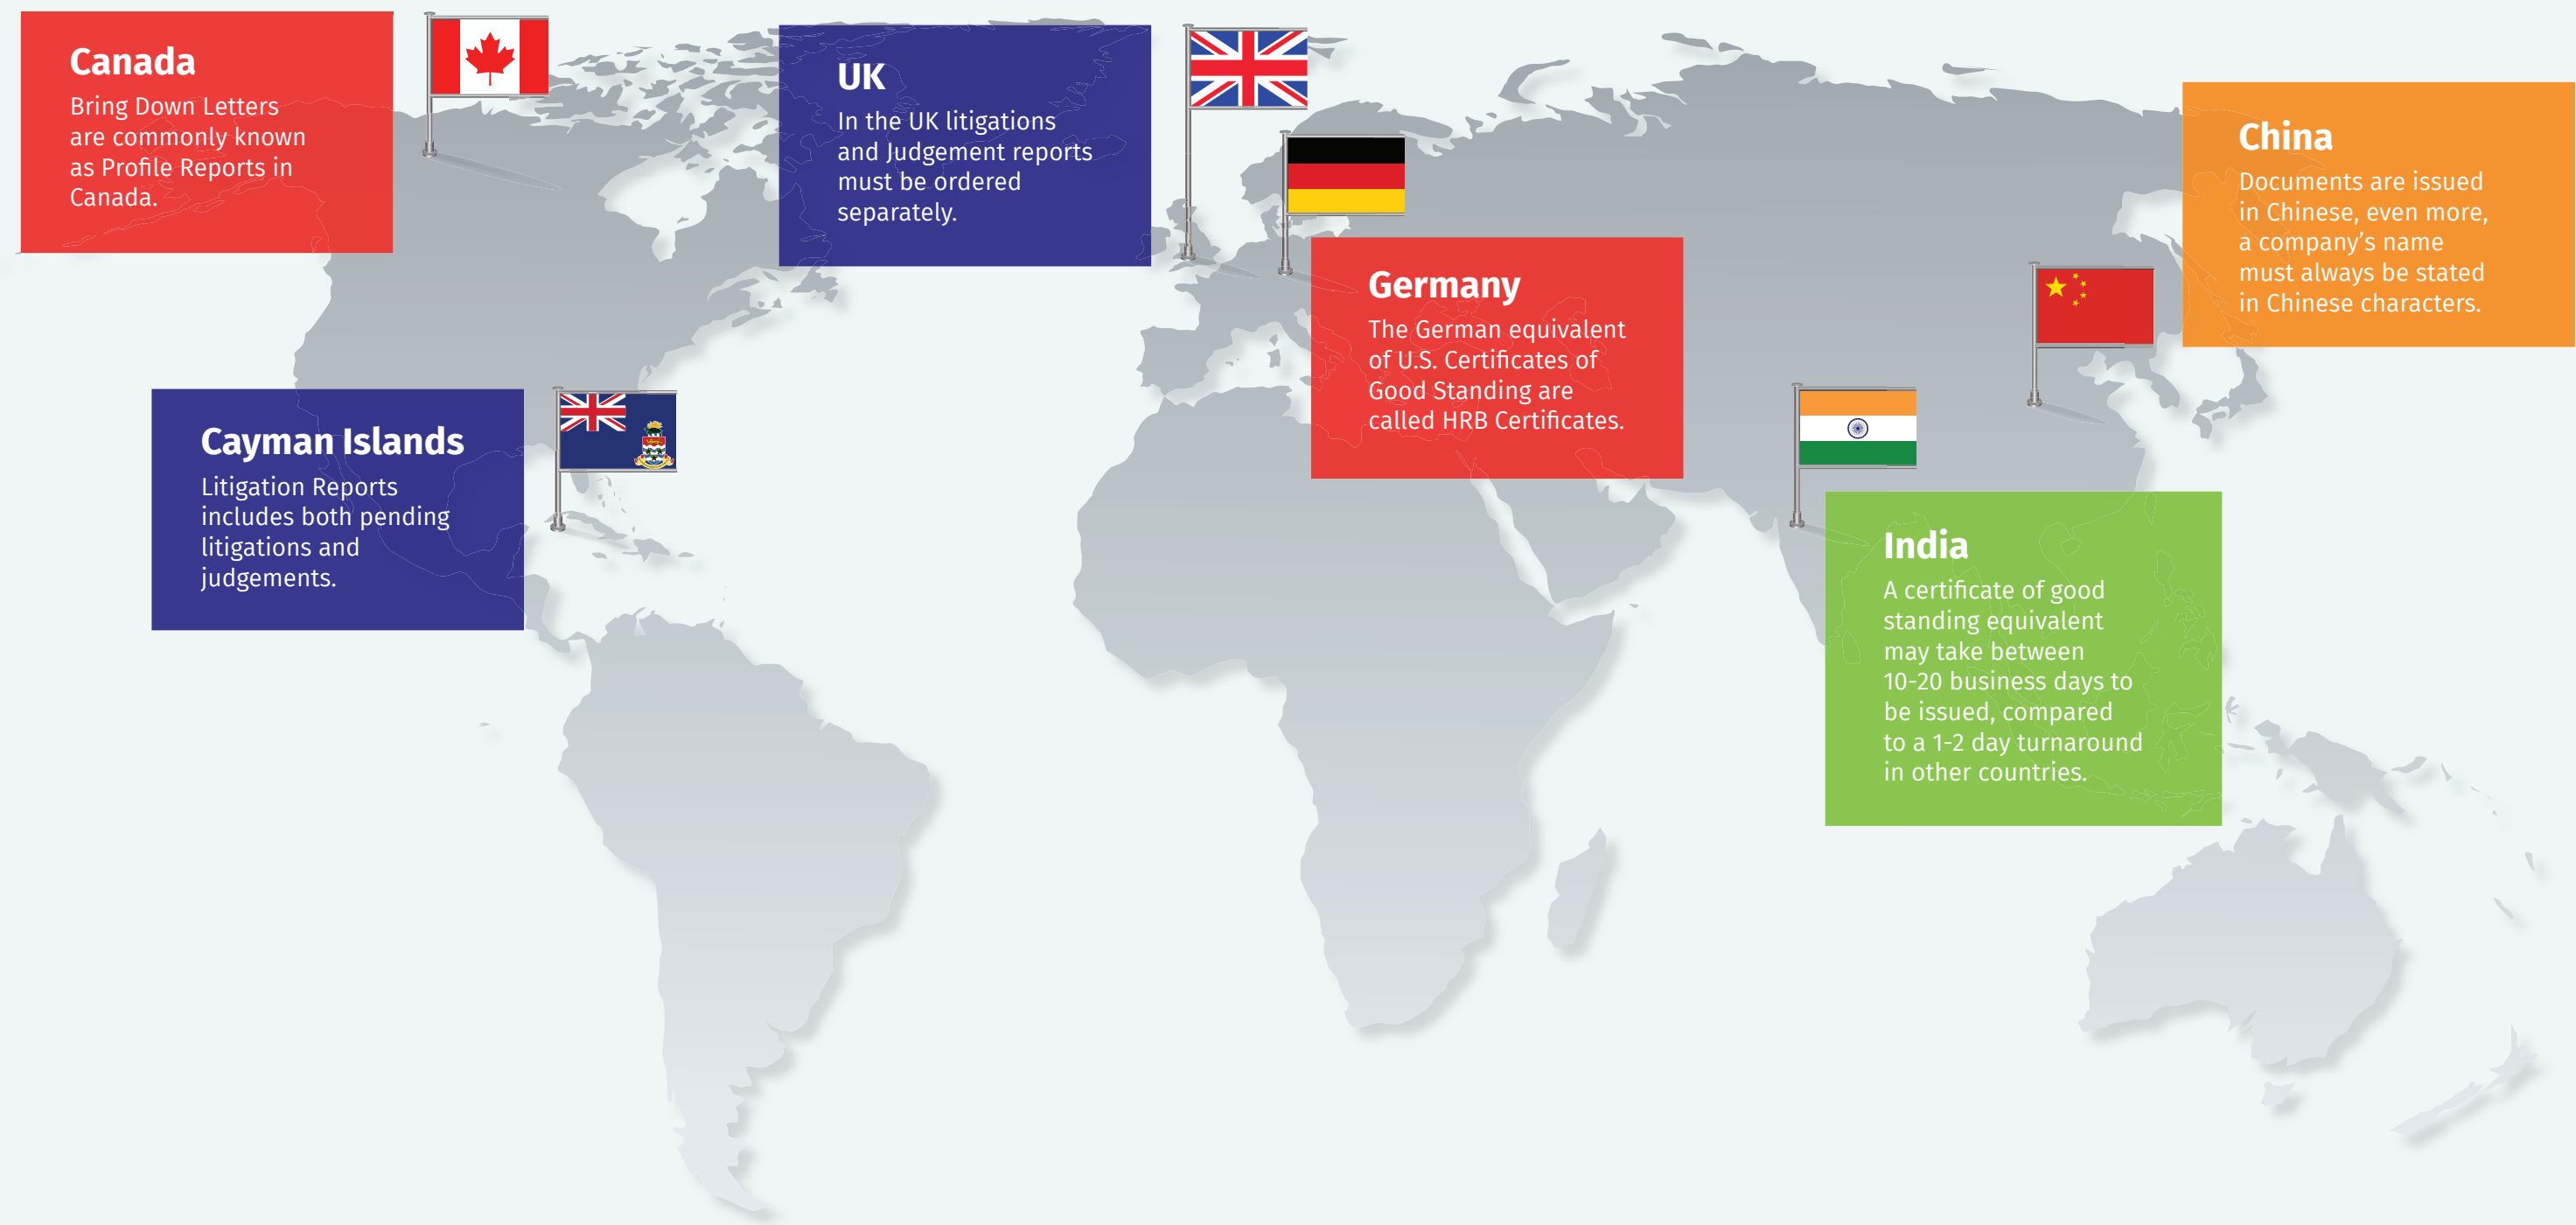 Canada
Bring Down Letters
are commonly known
as Profile Reports in
Canada.
UK
In the UK litigations
and Judgement reports
must be ordered
separately.
China
Documents are issued
in Chinese, even more,
a company's name
must always be stated
in Chinese characters.
Germany
The German equivalent
of U.S. Certificates of
Good Standing are
called HRB Certificates.
Cayman Islands
Litigation Reports
includes both pending
litigations and
judgements.
India
A certificate of good
standing equivalent
may take between
10-20 business days to
be issued, compared
to a 1-2 day turnaround
in other countries.